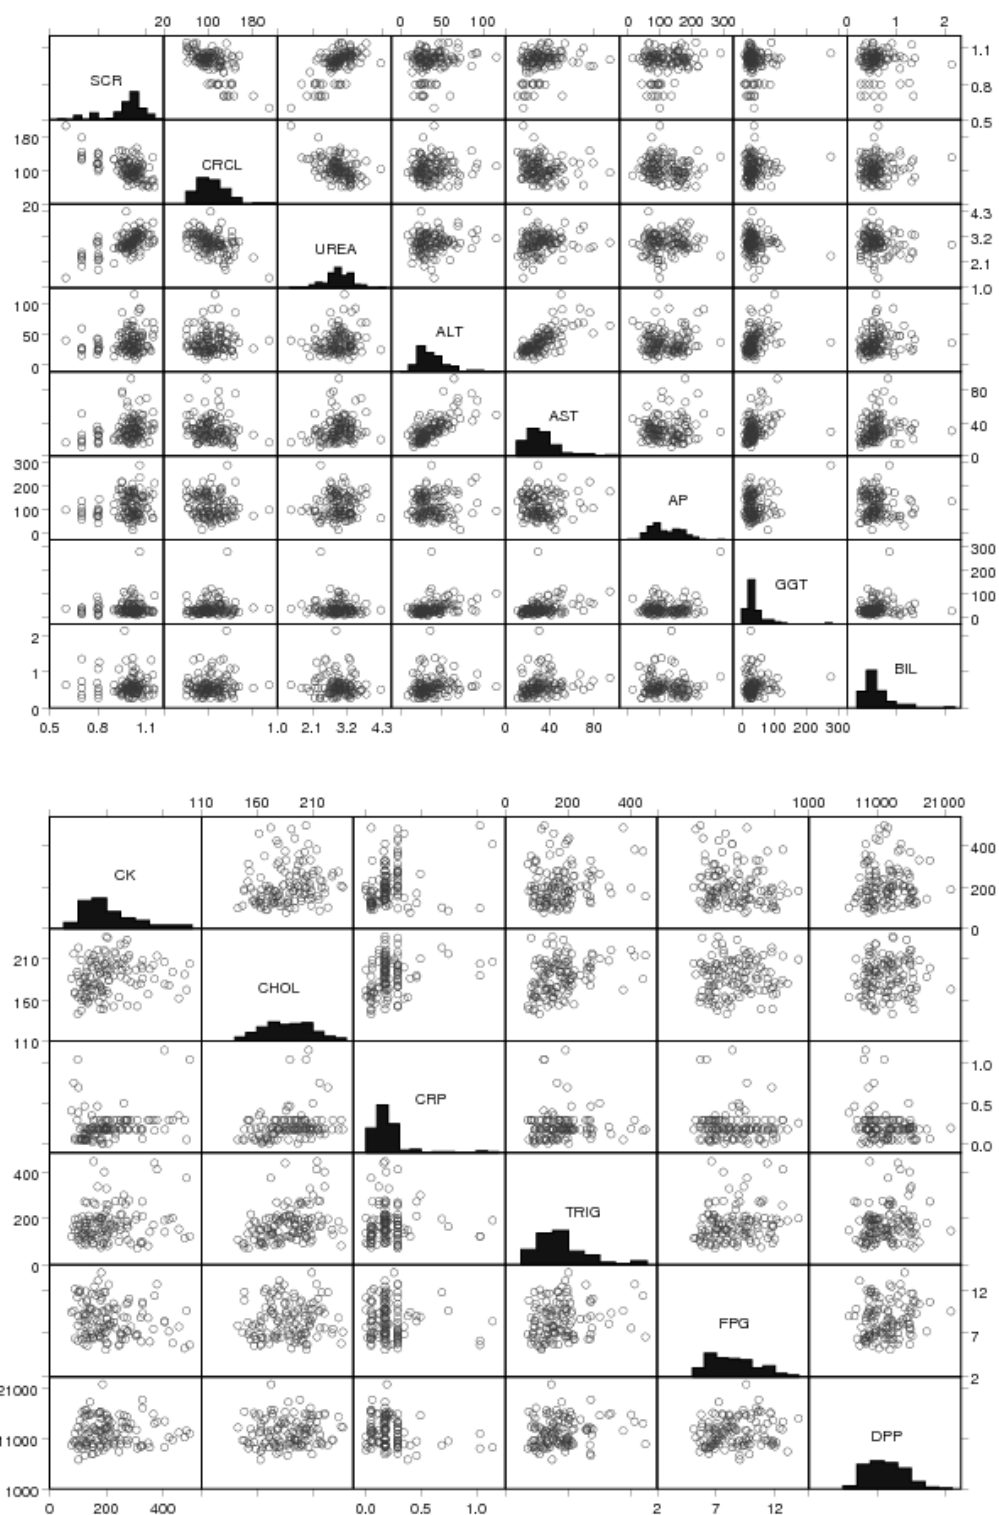 20 100 180 0 50 100 0 100 200 300 0 1 2
SCR 1.1
0.8
0.5
180 CRCL
100
20
UREA 4.3
3.2
2.1
1.0
100 ALT
50
0
AST 80
40
0
300 AP
200
100
0
300
GGT 200
100
0
2 BIL
1
0
0.5 0.8 1.1 1.0 2.1 3.2 4.3 0 40 80 0 100 200 300
110 160 210 0 200 400 1000 11000 21000
CK 400
200
0
210 CHOL
150
110
CRP 1.0
0.5
0.0
400 TRIG
200
0
FPG 12
7
2
21000
11000 DPP
1000
0 200 400 0.0 0.5 1.0 2 7 12